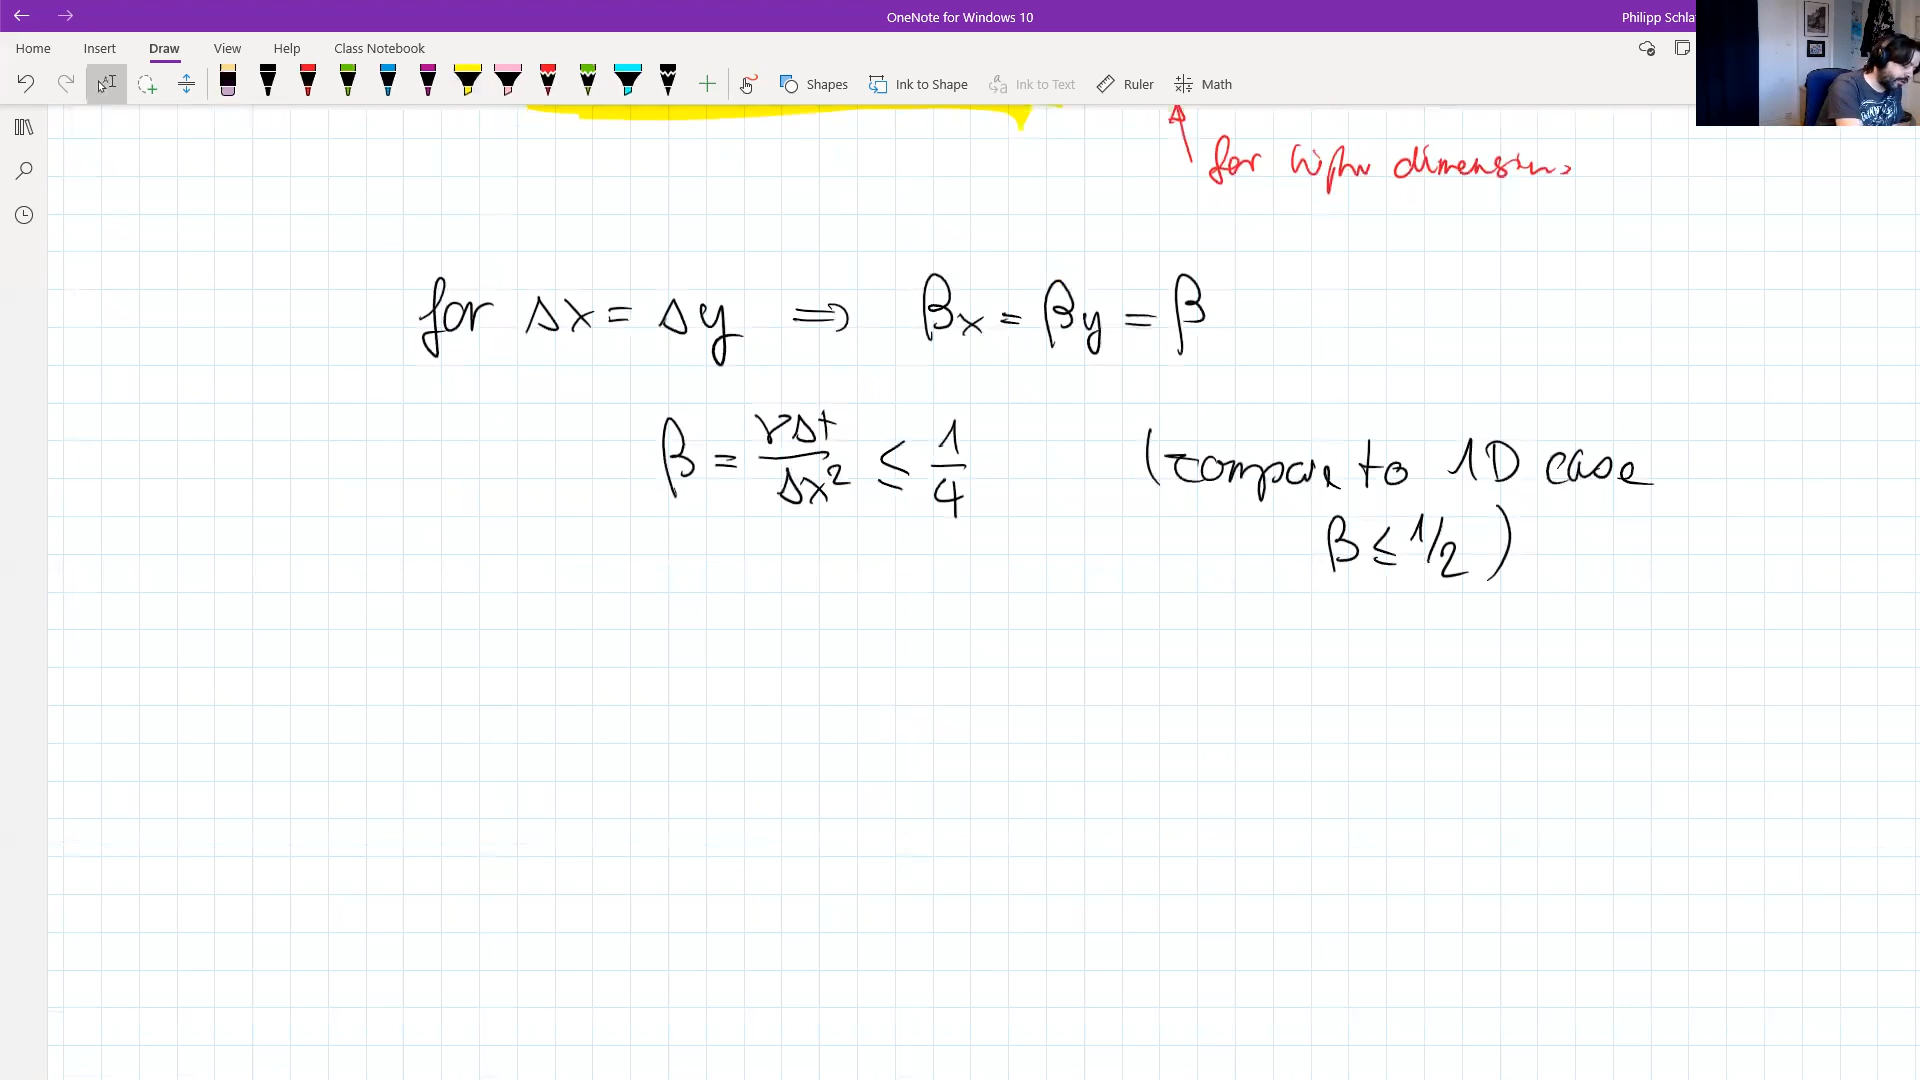 OneNote for Windows 10
Philipp Schla
Home Insert Draw View Help Class Notebook
Shapes Ink to Shape Ink to Text Ruler Math
for higher dimensions
for Δx = Δy ⇒ βx = βy = β
β = νΔt/Δx² ≤ 1/4 (compare to 1D case
β ≤ 1/2 )